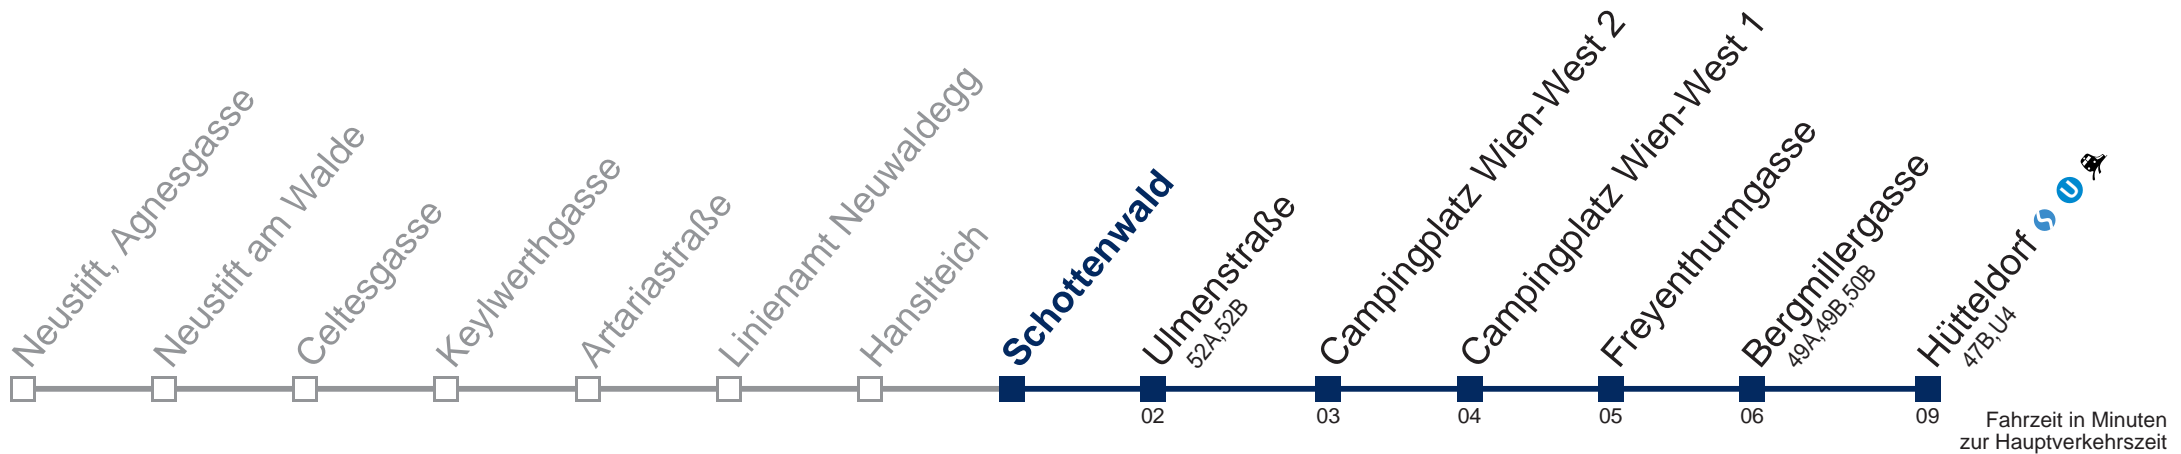 Neustift, Agnesgasse
Neustift am Walde
Celtesgasse
Keylwerthgasse
Artariastraße
Linienamt Neuwaldegg
Hanslteich
Schottenwald
Ulmenstraße
52A,52B
Campingplatz Wien-West 2
Campingplatz Wien-West 1
Freyenthurmgasse
Bergmillergasse
49A,49B,50B
Hütteldorf S U
47B,U4
02
03
04
05
06
09
Fahrzeit in Minuten
zur Hauptverkehrszeit